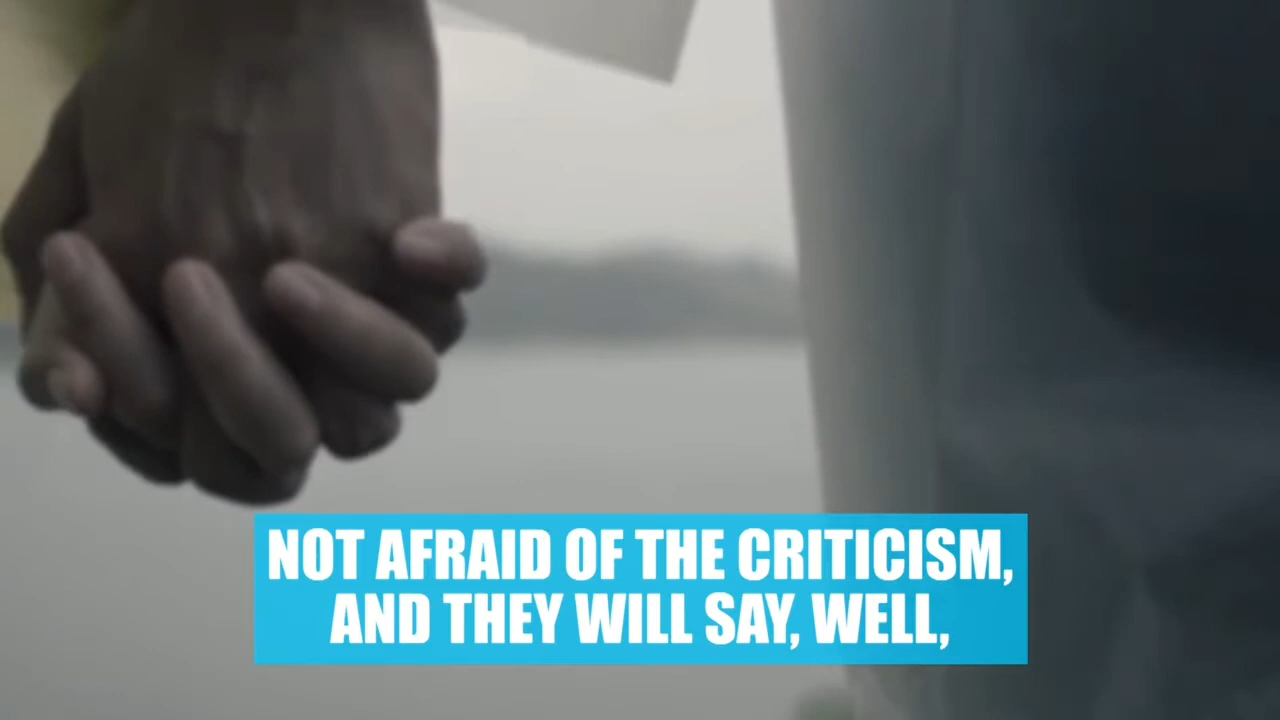 NOT AFRAID OF THE CRITICISM,
AND THEY WILL SAY, WELL,